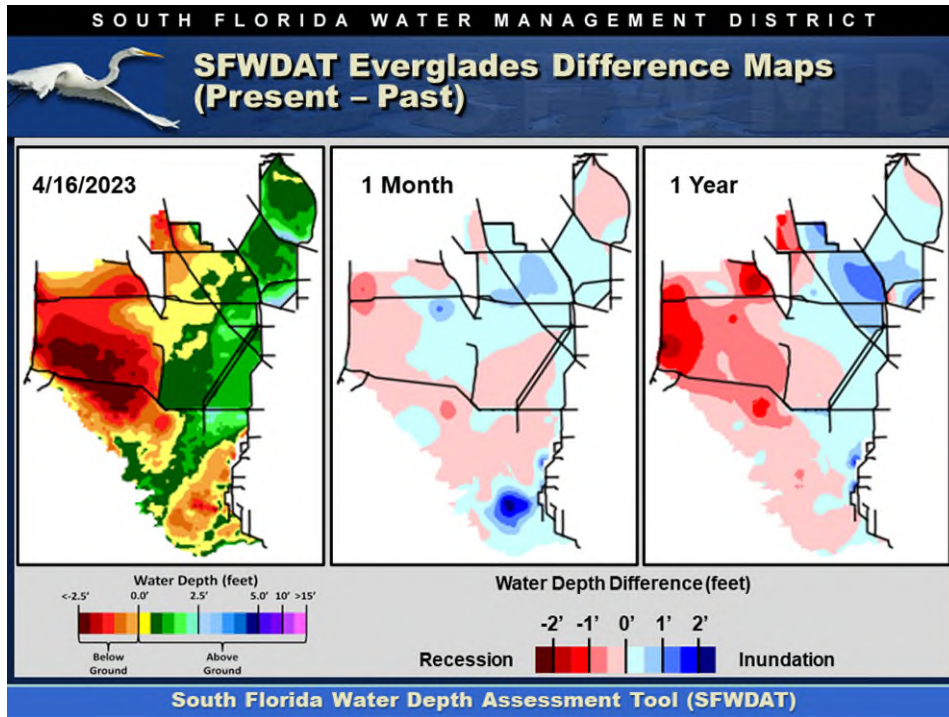 SOUTH FLORIDA WATER MANAGEMENT DISTRICT
SFWDAT Everglades Difference Maps
(Present – Past)
4/16/2023
1 Month
1 Year
Water Depth (feet)
<-2.5' 0.0' 2.5' 5.0' 10' >15'
Below
Ground
Above
Ground
Water Depth Difference (feet)
-2' -1' 0' 1' 2'
Recession
Inundation
South Florida Water Depth Assessment Tool (SFWDAT)